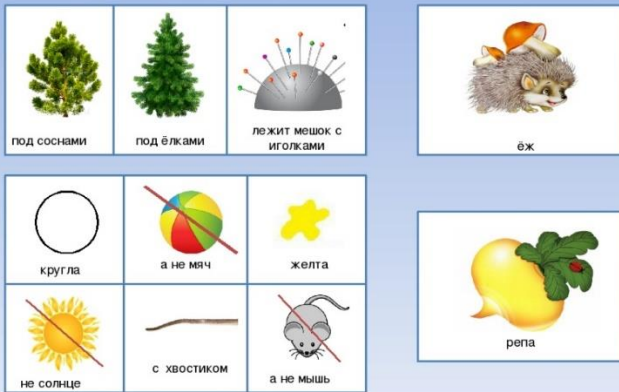 под соснами
под ёлками
лежит мешок с
иголками
ёж
кругла
а не мяч
желта
не солнце
с хвостиком
а не мышь
репа